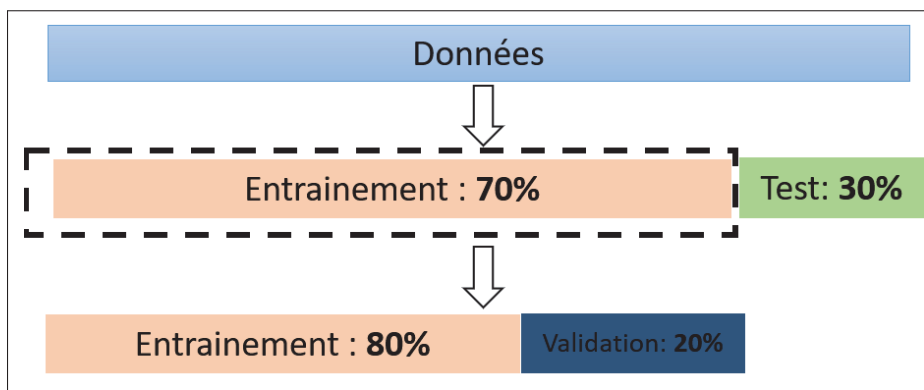 Données
Entrainement : 70%
Test: 30%
Entrainement : 80%
Validation: 20%